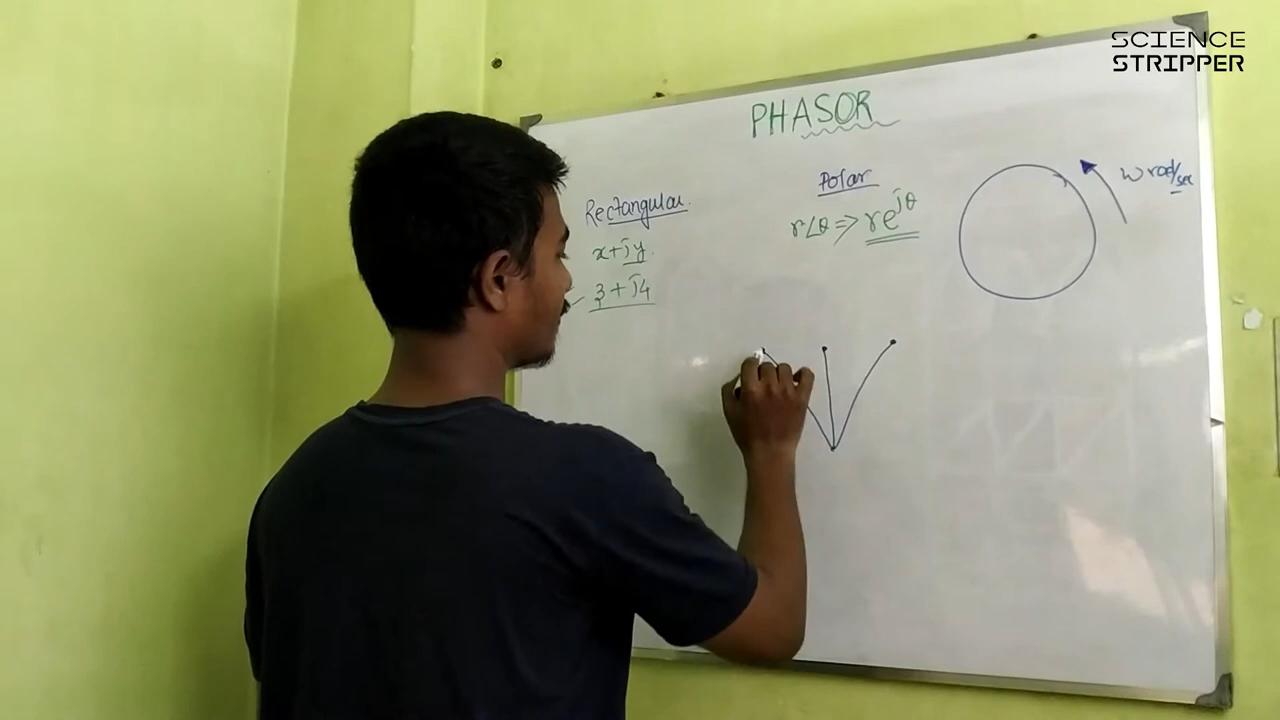 SCIENCE
STRIPPER
PHASOR
Rectangular.
x+jy.
3+j4
Polar
r∠θ => re^jθ
w rad/sec